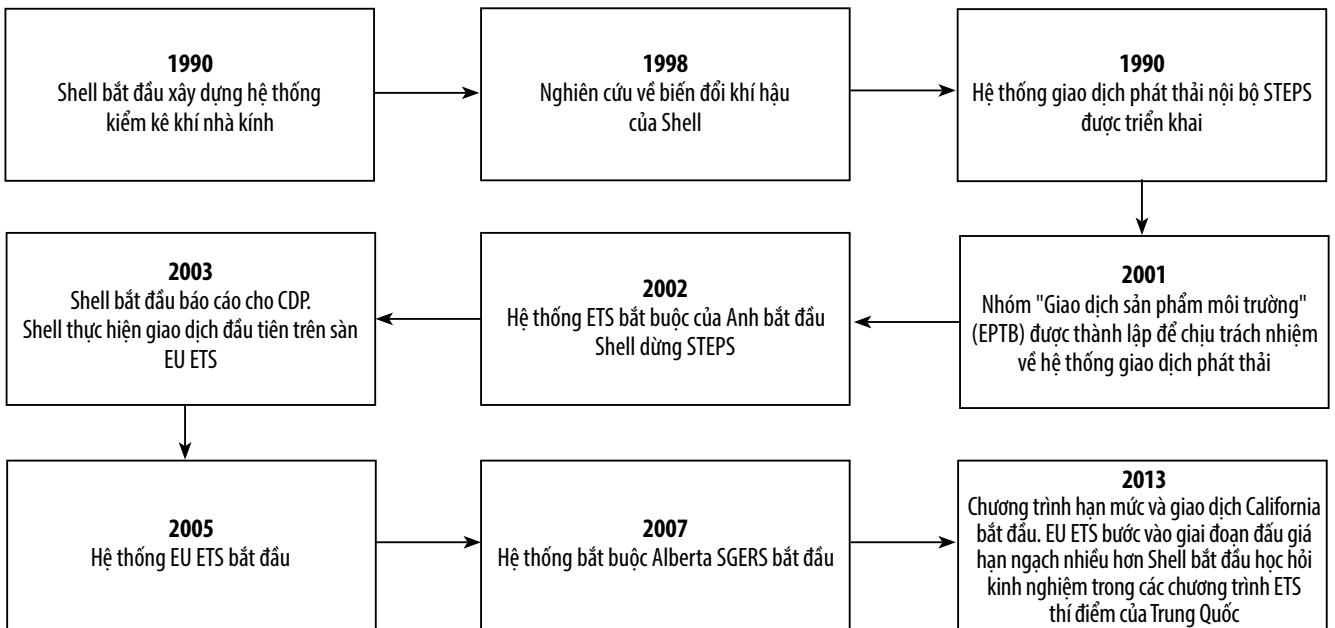 1990
Shell bắt đầu xây dựng hệ thống
kiểm kê khí nhà kính
1998
Nghiên cứu về biến đổi khí hậu
của Shell
1990
Hệ thống giao dịch phát thải nội bộ STEPS
được triển khai
2001
Nhóm "Giao dịch sản phẩm môi trường"
(EPTB) được thành lập để chịu trách nhiệm
về hệ thống giao dịch phát thải
2002
Hệ thống ETS bắt buộc của Anh bắt đầu
Shell dừng STEPS
2003
Shell bắt đầu báo cáo cho CDP.
Shell thực hiện giao dịch đầu tiên trên sàn
EU ETS
2005
Hệ thống EU ETS bắt đầu
2007
Hệ thống bắt buộc Alberta SGERS bắt đầu
2013
Chương trình hạn mức và giao dịch California
bắt đầu. EU ETS bước vào giai đoạn đấu giá
hạn ngạch nhiều hơn Shell bắt đầu học hỏi
kinh nghiệm trong các chương trình ETS
thí điểm của Trung Quốc